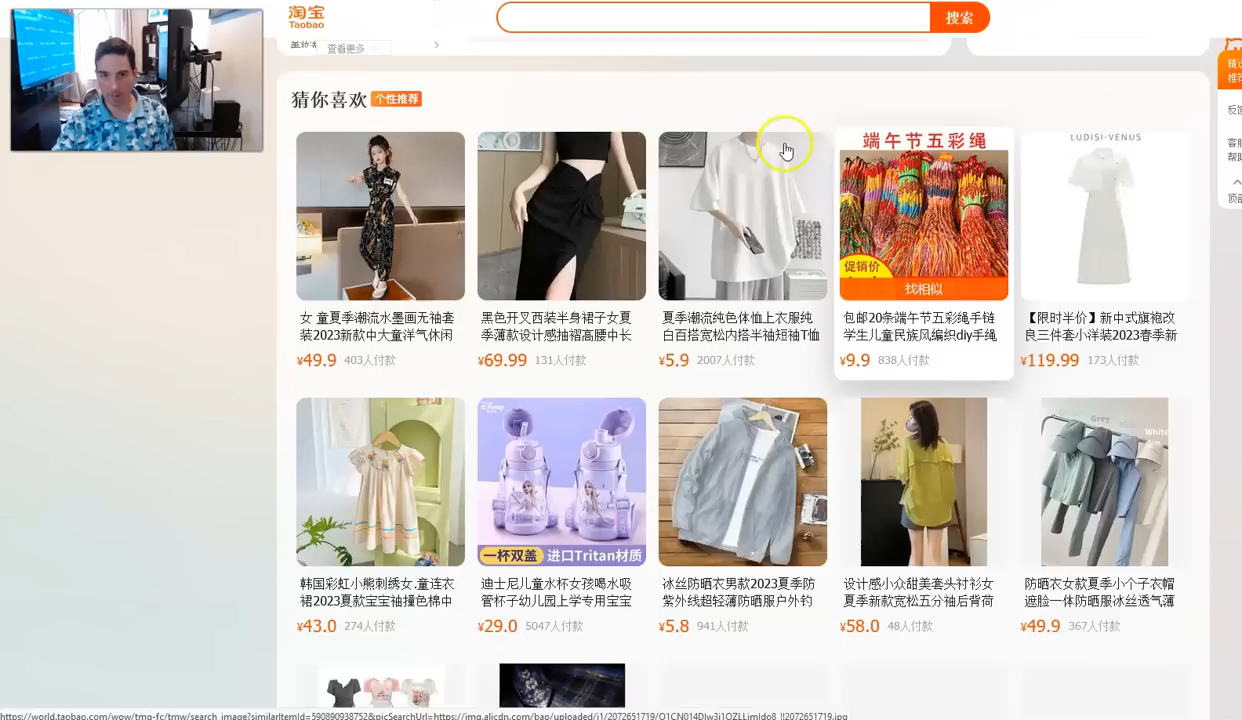 淘宝
Taobao
搜索
查看更多
猜你喜欢 个性推荐
端午节五彩绳
促销价
找相似
LUDISI-VENUS
女 童夏季潮流水墨画无袖套
装2023新款中大童洋气休闲
¥49.9 403人付款
黑色开叉西装半身裙子女夏
季薄款设计感抽褶高腰中长
¥69.99 131人付款
夏季潮流纯色体恤上衣服纯
白百搭宽松内搭半袖短袖T恤
¥5.9 2007人付款
包邮20条端午节五彩绳手链
学生儿童民族风编织diy手绳
¥9.9 838人付款
【限时半价】新中式旗袍改
良三件套小洋装2023春季新
¥119.99 173人付款
Disney
一杯双盖 进口Tritan材质
Grey
White
韩国彩虹小熊刺绣女.童连衣
裙2023夏款宝宝袖撞色棉中
¥43.0 274人付款
迪士尼儿童水杯女孩喝水吸
管杯子幼儿园上学专用宝宝
¥29.0 5047人付款
冰丝防晒衣男款2023夏季防
紫外线超轻薄防晒服户外钓
¥5.8 941人付款
设计感小众甜美套头衬衫女
夏季新款宽松五分袖后背荷
¥58.0 48人付款
防晒衣女款夏季小个子衣帽
遮脸一体防晒服冰丝透气薄
¥49.9 367人付款
精选
推荐
反馈
客服
帮助
顶部